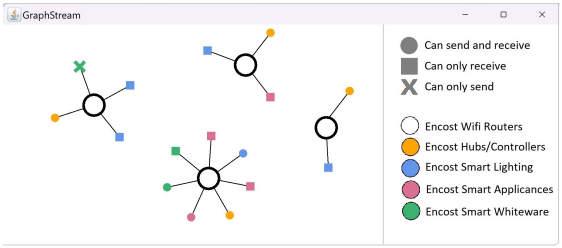 GraphStream
Can send and receive
Can only receive
Can only send
Encost Wifi Routers
Encost Hubs/Controllers
Encost Smart Lighting
Encost Smart Applicances
Encost Smart Whiteware